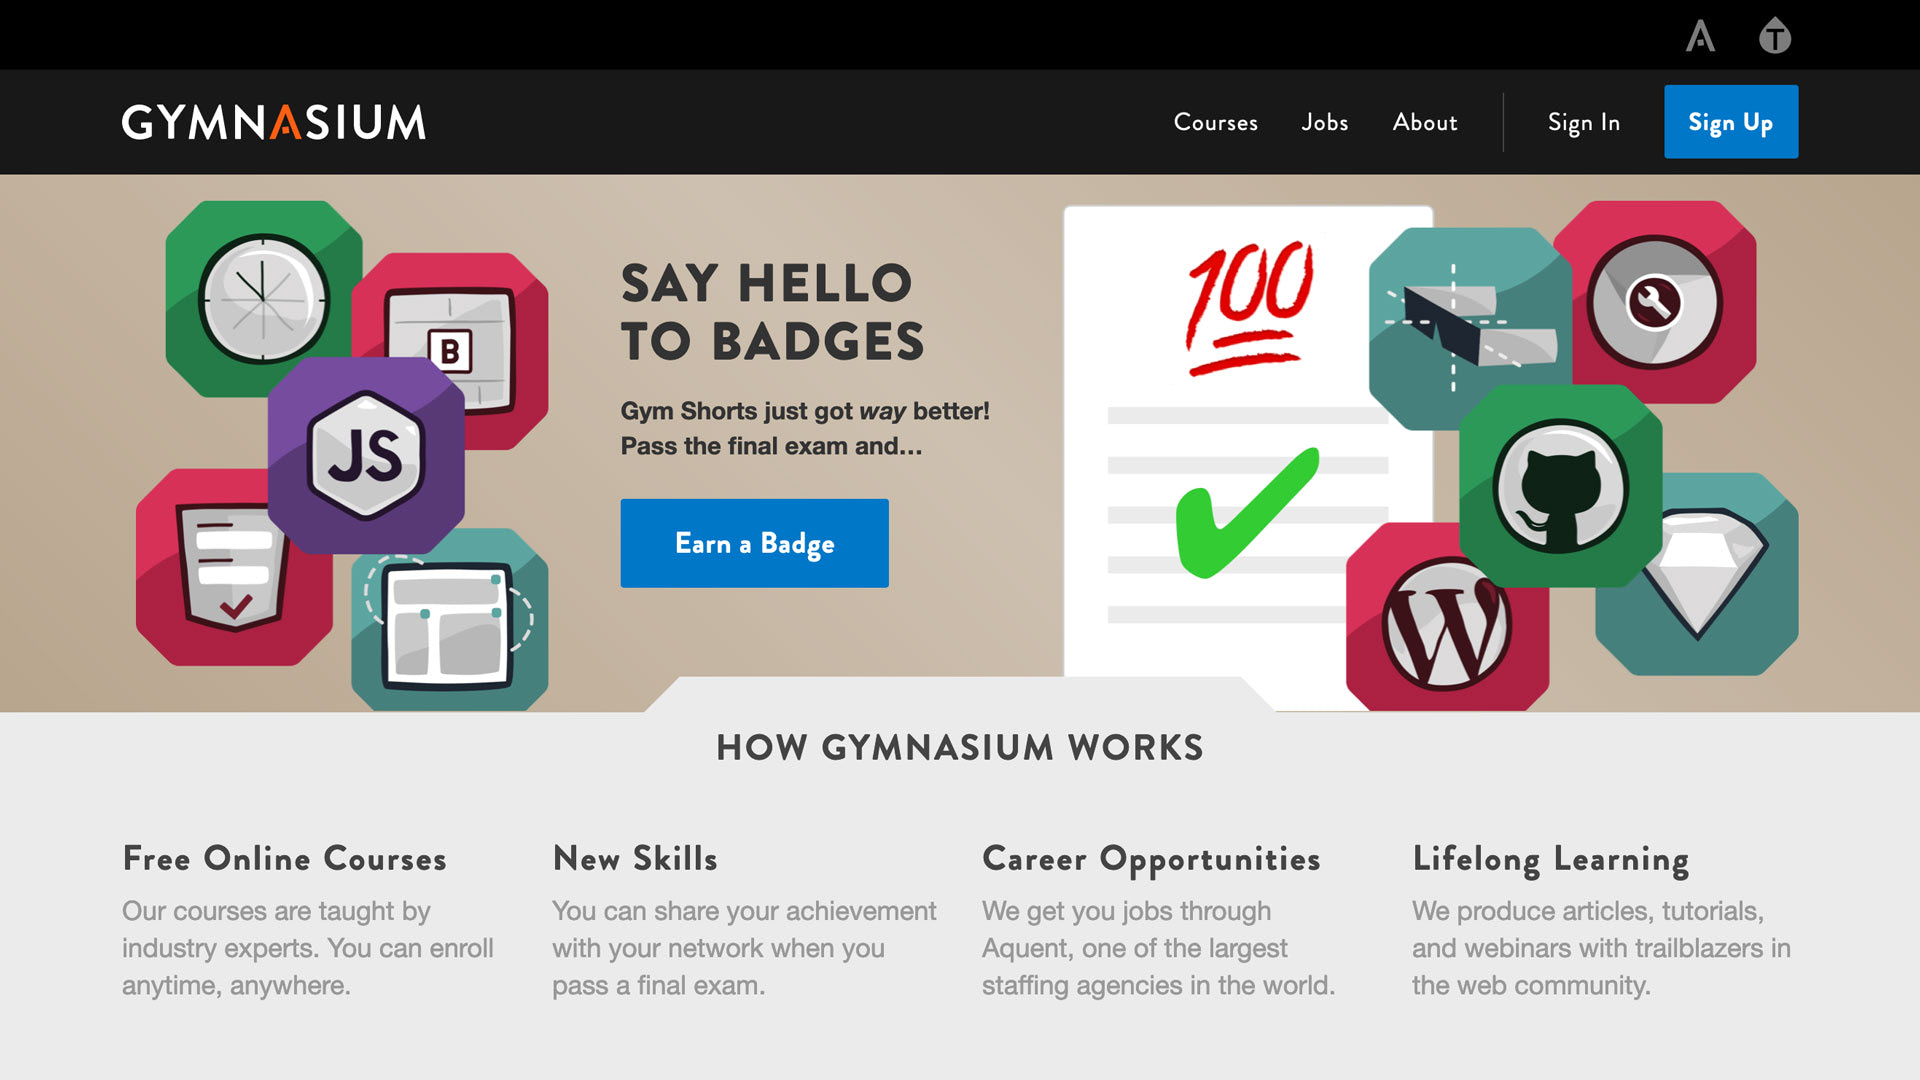 GYMNASIUM
Courses Jobs About Sign In Sign Up
SAY HELLO
TO BADGES
Gym Shorts just got way better!
Pass the final exam and...
Earn a Badge
B
JS
100
W
HOW GYMNASIUM WORKS
Free Online Courses
Our courses are taught by
industry experts. You can enroll
anytime, anywhere.
New Skills
You can share your achievement
with your network when you
pass a final exam.
Career Opportunities
We get you jobs through
Aquent, one of the largest
staffing agencies in the world.
Lifelong Learning
We produce articles, tutorials,
and webinars with trailblazers in
the web community.